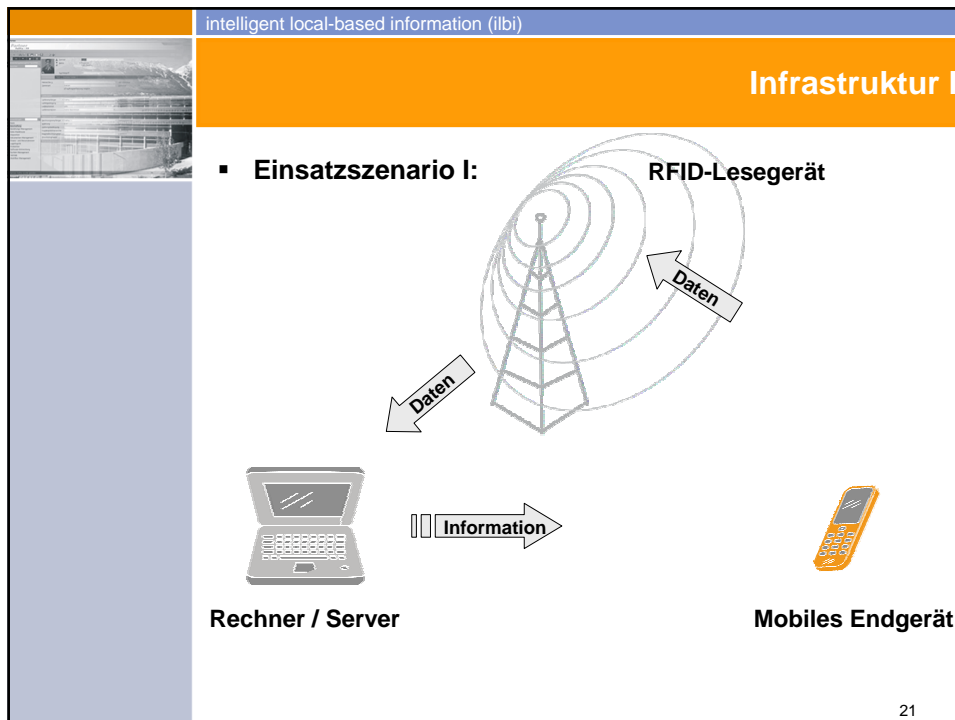 intelligent local-based information (ilbi)
Infrastruktur I
▪ Einsatzszenario I:
RFID-Lesegerät
Daten
Daten
Information
Rechner / Server
Mobiles Endgerät
21